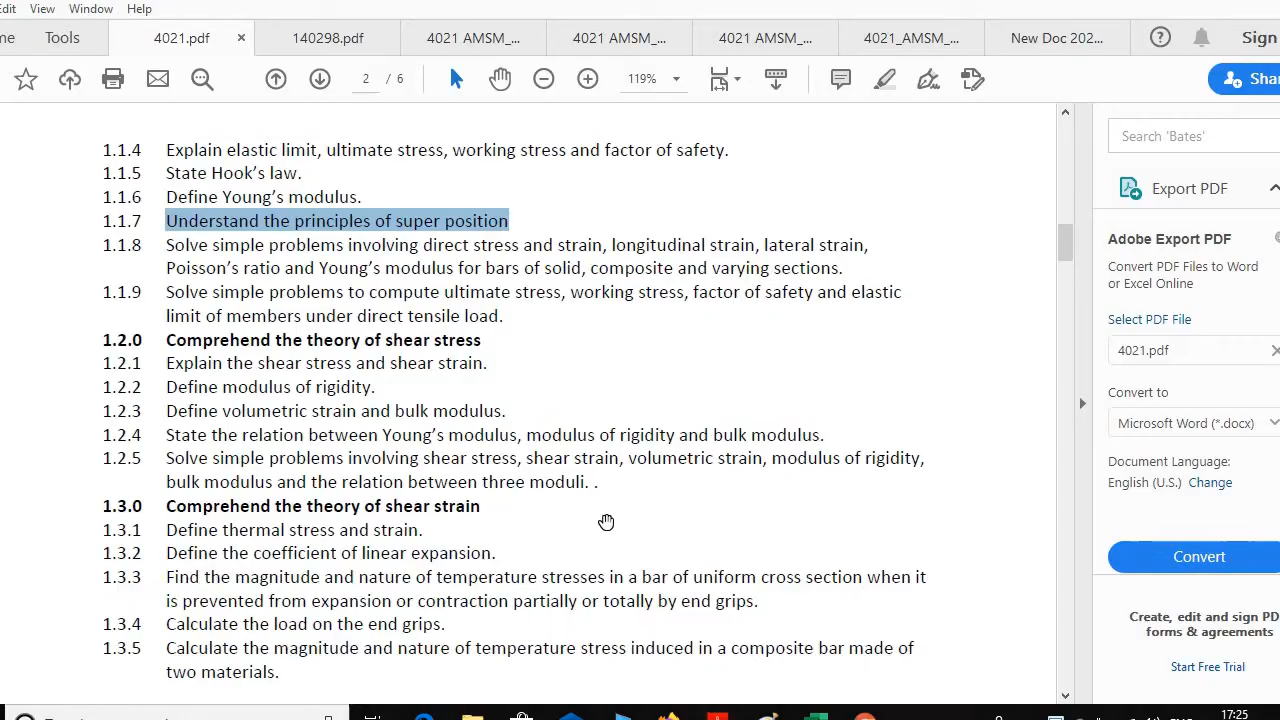 Edit View Window Help
me Tools 4021.pdf × 140298.pdf 4021 AMSM_... 4021 AMSM_... 4021 AMSM_... 4021_AMSM_... New Doc 202... Sign
2 / 6 119% Shar
1.1.4 Explain elastic limit, ultimate stress, working stress and factor of safety.
1.1.5 State Hook's law.
1.1.6 Define Young's modulus.
1.1.7 Understand the principles of super position
1.1.8 Solve simple problems involving direct stress and strain, longitudinal strain, lateral strain,
Poisson's ratio and Young's modulus for bars of solid, composite and varying sections.
1.1.9 Solve simple problems to compute ultimate stress, working stress, factor of safety and elastic
limit of members under direct tensile load.
1.2.0 Comprehend the theory of shear stress
1.2.1 Explain the shear stress and shear strain.
1.2.2 Define modulus of rigidity.
1.2.3 Define volumetric strain and bulk modulus.
1.2.4 State the relation between Young's modulus, modulus of rigidity and bulk modulus.
1.2.5 Solve simple problems involving shear stress, shear strain, volumetric strain, modulus of rigidity,
bulk modulus and the relation between three moduli. .
1.3.0 Comprehend the theory of shear strain
1.3.1 Define thermal stress and strain.
1.3.2 Define the coefficient of linear expansion.
1.3.3 Find the magnitude and nature of temperature stresses in a bar of uniform cross section when it
is prevented from expansion or contraction partially or totally by end grips.
1.3.4 Calculate the load on the end grips.
1.3.5 Calculate the magnitude and nature of temperature stress induced in a composite bar made of
two materials.
Search 'Bates'
Export PDF
Adobe Export PDF
Convert PDF Files to Word
or Excel Online
Select PDF File
4021.pdf
Convert to
Microsoft Word (*.docx)
Document Language:
English (U.S.) Change
Convert
Create, edit and sign PD
forms & agreements
Start Free Trial
17:25